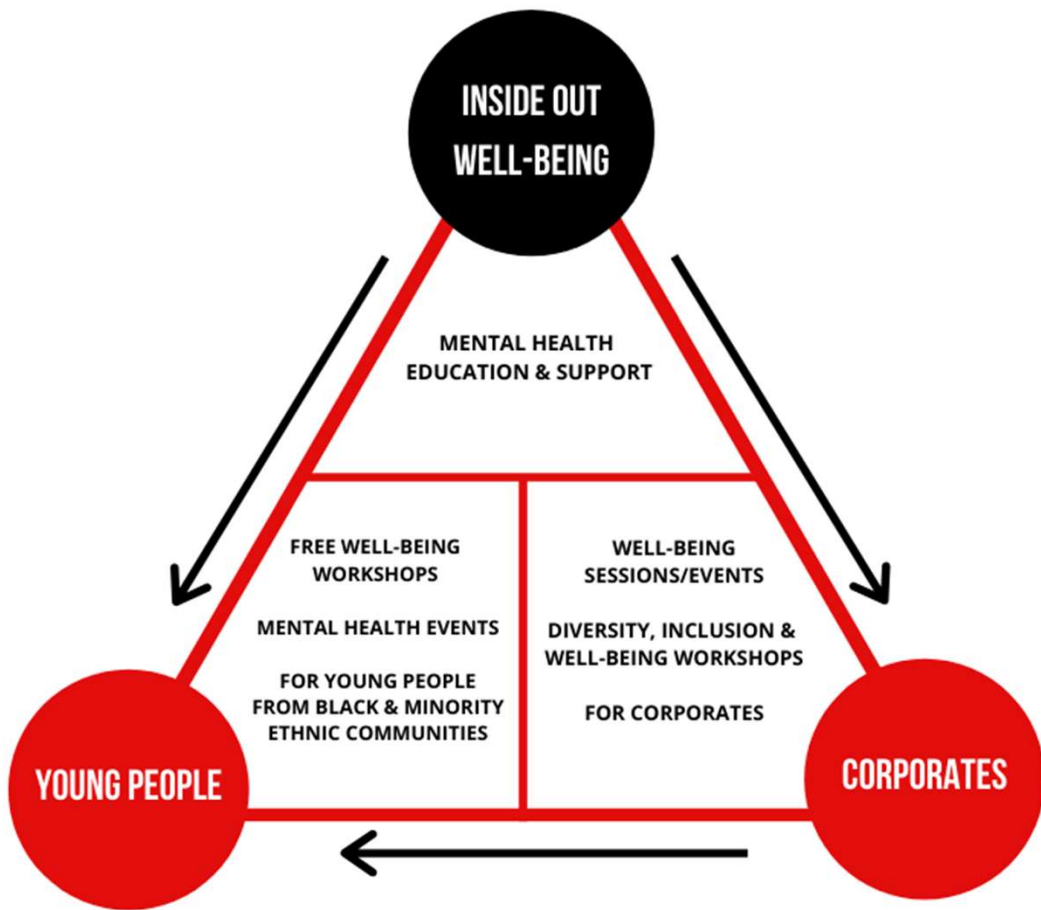 INSIDE OUT
WELL-BEING
MENTAL HEALTH
EDUCATION & SUPPORT
FREE WELL-BEING
WORKSHOPS
MENTAL HEALTH EVENTS
FOR YOUNG PEOPLE
FROM BLACK & MINORITY
ETHNIC COMMUNITIES
WELL-BEING
SESSIONS/EVENTS
DIVERSITY, INCLUSION &
WELL-BEING WORKSHOPS
FOR CORPORATES
YOUNG PEOPLE
CORPORATES